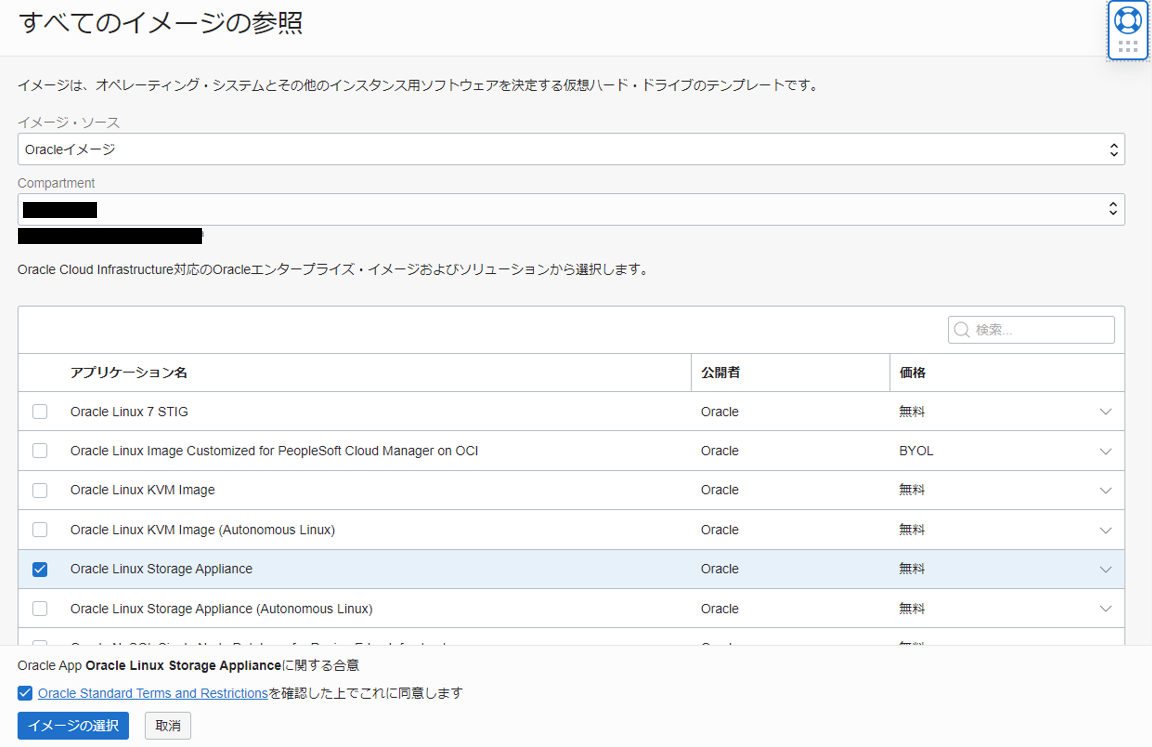 すべてのイメージの参照
イメージは、オペレーティング・システムとその他のインスタンス用ソフトウェアを決定する仮想ハード・ドライブのテンプレートです。
イメージ・ソース
Oracleイメージ
Compartment
Oracle Cloud Infrastructure対応のOracleエンタープライズ・イメージおよびソリューションから選択します。
検索...
アプリケーション名 公開者 価格
Oracle Linux 7 STIG Oracle 無料
Oracle Linux Image Customized for PeopleSoft Cloud Manager on OCI Oracle BYOL
Oracle Linux KVM Image Oracle 無料
Oracle Linux KVM Image (Autonomous Linux) Oracle 無料
Oracle Linux Storage Appliance Oracle 無料
Oracle Linux Storage Appliance (Autonomous Linux) Oracle 無料
Oracle App Oracle Linux Storage Applianceに関する合意
Oracle Standard Terms and Restrictionsを確認した上でこれに同意します
イメージの選択 取消